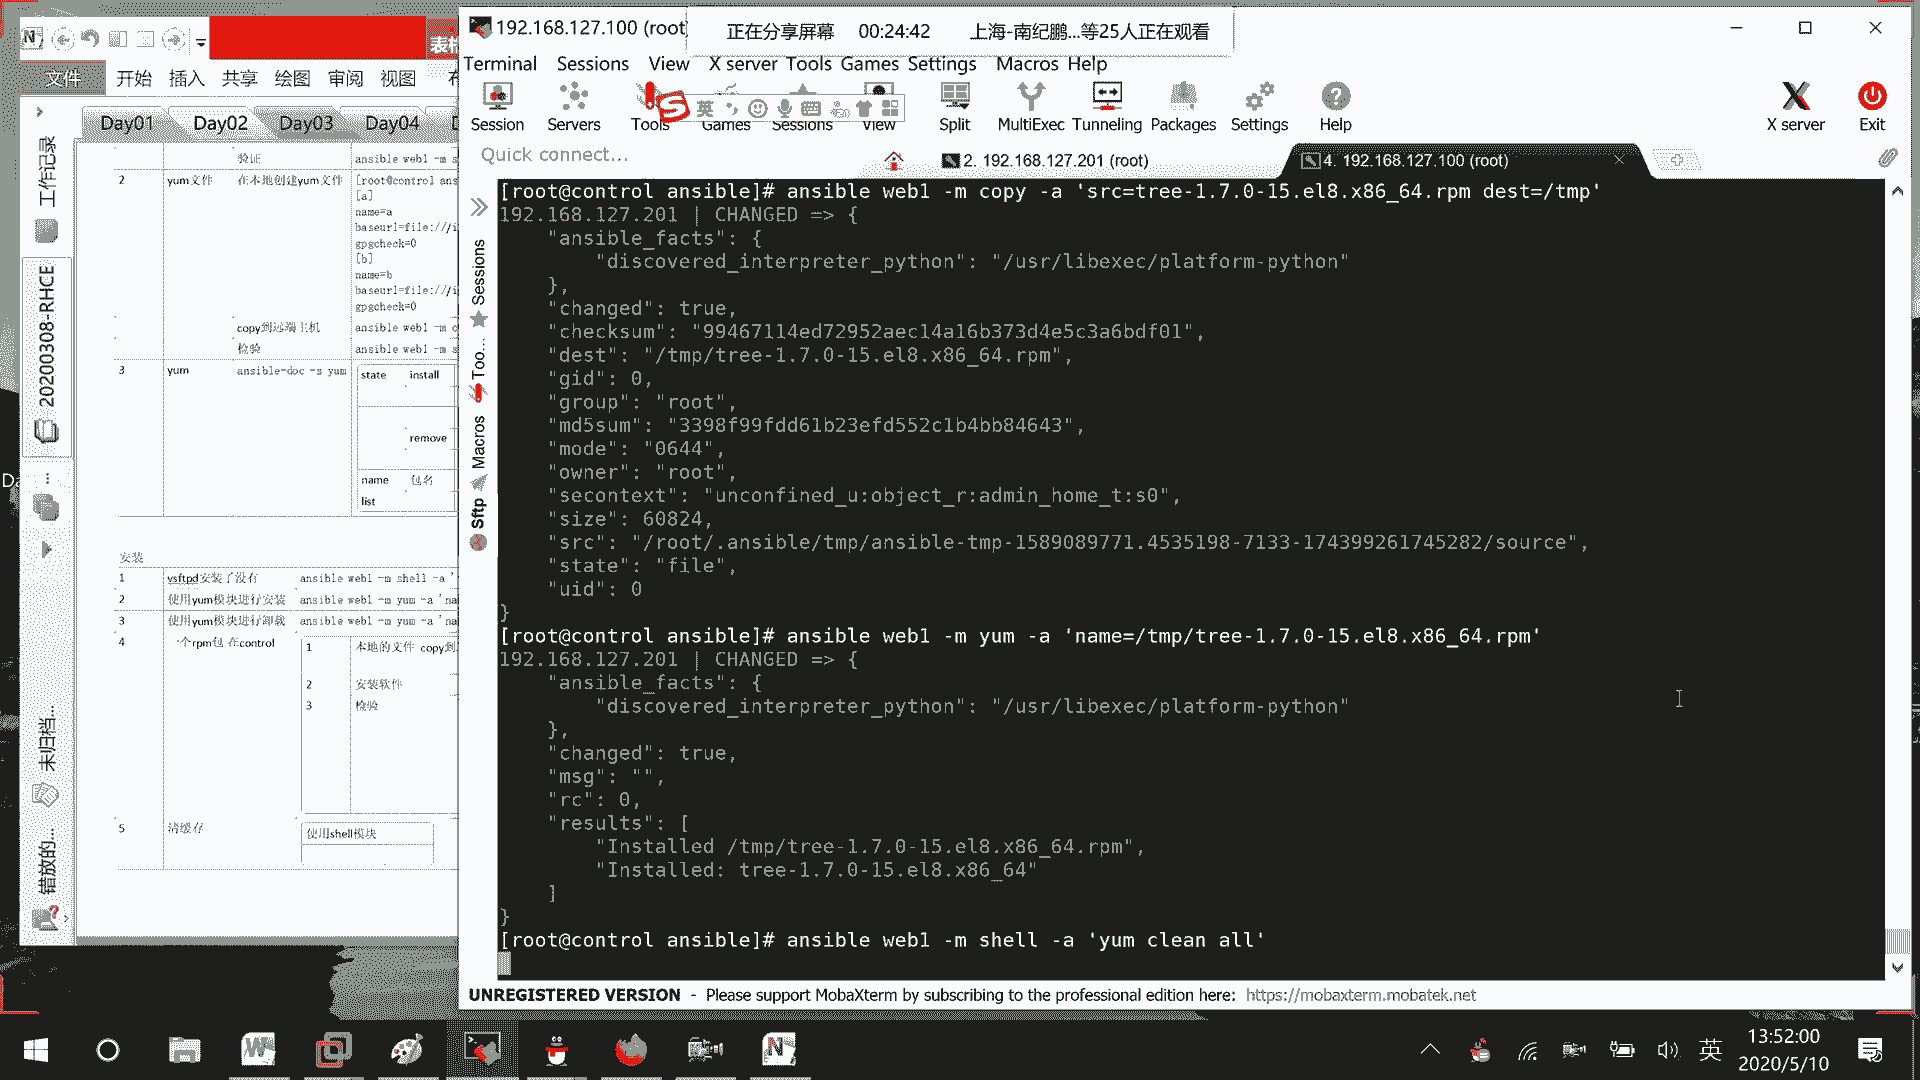 192.168.127.100 (root
正在分享屏幕 00:24:42 上海-南纪鹏...等25人正在观看
表格
文件 开始 插入 共享 绘图 审阅 视图
Terminal Sessions View X server Tools Games Settings Macros Help
英
Session Servers Tools Games Sessions View Split MultiExec Tunneling Packages Settings Help X server Exit
Day01 Day02 Day03 Day04
Quick connect...
2. 192.168.127.201 (root)
4. 192.168.127.100 (root)
工作记录
20200308-RHCE
未归档...
错放的...
Sessions
Too...
Macros
Sftp
验证 ansible web1 -m s
2 yum文件 在本地创建yum文件 [root@control ans
[a]
name=a
baseurl=file://i
gpgcheck=0
[b]
name=b
baseurl=file://i
gpgcheck=0
copy到远端主机 ansible web1 -m c
检验 ansible web1 -m s
3 yum ansible-doc -s yum state install
remove
name 包名
list
安装
1 vsftpd安装了没有 ansible web1 -m shell -a '
2 使用yum模块进行安装 ansible web1 -m yum -a 'na
3 使用yum模块进行卸载 ansible web1 -m yum -a 'na
4 一个rpm包 在control 1 本地的文件 copy到
2 安装软件
3 检验
5 清缓存 使用shell模块
[root@control ansible]# ansible web1 -m copy -a 'src=tree-1.7.0-15.el8.x86_64.rpm dest=/tmp'
192.168.127.201 | CHANGED => {
"ansible_facts": {
"discovered_interpreter_python": "/usr/libexec/platform-python"
},
"changed": true,
"checksum": "99467114ed72952aec14a16b373d4e5c3a6bdf01",
"dest": "/tmp/tree-1.7.0-15.el8.x86_64.rpm",
"gid": 0,
"group": "root",
"md5sum": "3398f99fdd61b23efd552c1b4bb84643",
"mode": "0644",
"owner": "root",
"secontext": "unconfined_u:object_r:admin_home_t:s0",
"size": 60824,
"src": "/root/.ansible/tmp/ansible-tmp-1589089771.4535198-7133-174399261745282/source",
"state": "file",
"uid": 0
}
[root@control ansible]# ansible web1 -m yum -a 'name=/tmp/tree-1.7.0-15.el8.x86_64.rpm'
192.168.127.201 | CHANGED => {
"ansible_facts": {
"discovered_interpreter_python": "/usr/libexec/platform-python"
},
"changed": true,
"msg": "",
"rc": 0,
"results": [
"Installed /tmp/tree-1.7.0-15.el8.x86_64.rpm",
"Installed: tree-1.7.0-15.el8.x86_64"
]
}
[root@control ansible]# ansible web1 -m shell -a 'yum clean all'
UNREGISTERED VERSION - Please support MobaXterm by subscribing to the professional edition here: https://mobaxterm.mobatek.net
英
13:52:00
2020/5/10